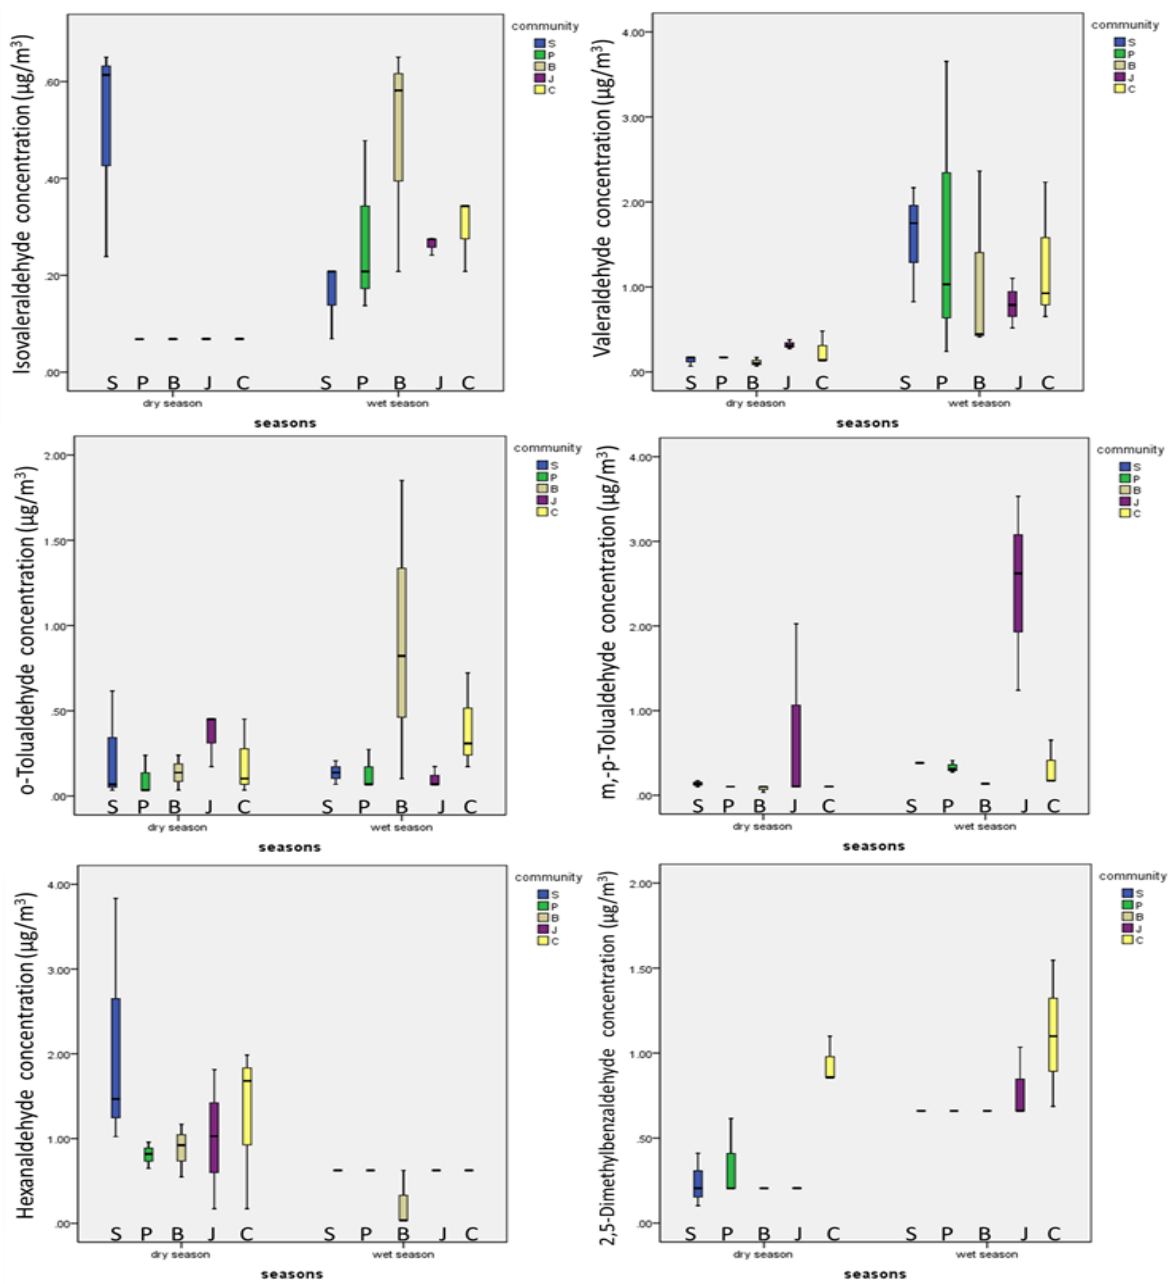 Isovaleraldehyde concentration (µg/m³)
.60
.40
.20
.00
S P B J C S P B J C
dry season wet season
seasons
community
S
P
B
J
C
Valeraldehyde concentration (µg/m³)
4.00
3.00
2.00
1.00
.00
S P B J C S P B J C
dry season wet season
seasons
community
S
P
B
J
C
o-Tolualdehyde concentration (µg/m³)
2.00
1.50
1.00
.50
.00
S P B J C S P B J C
dry season wet season
seasons
community
S
P
B
J
C
m,-p-Tolualdehyde concentration (µg/m³)
4.00
3.00
2.00
1.00
.00
S P B J C S P B J C
dry season wet season
seasons
community
S
P
B
J
C
Hexanaldehyde concentration (µg/m³)
4.00
3.00
2.00
1.00
.00
S P B J C S P B J C
dry season wet season
seasons
community
S
P
B
J
C
2,5-Dimethylbenzaldehyde concentration (µg/m³)
2.00
1.50
1.00
.50
.00
S P B J C S P B J C
dry season wet season
seasons
community
S
P
B
J
C